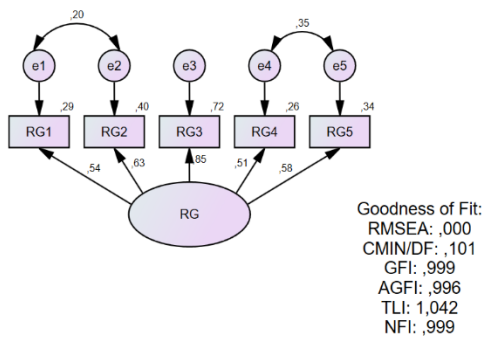 ,20
,35
e1 e2 e3 e4 e5
,29 ,40 ,72 ,26 ,34
RG1 RG2 RG3 RG4 RG5
,54 ,63 ,85 ,51 ,58
RG
Goodness of Fit:
RMSEA: ,000
CMIN/DF: ,101
GFI: ,999
AGFI: ,996
TLI: 1,042
NFI: ,999